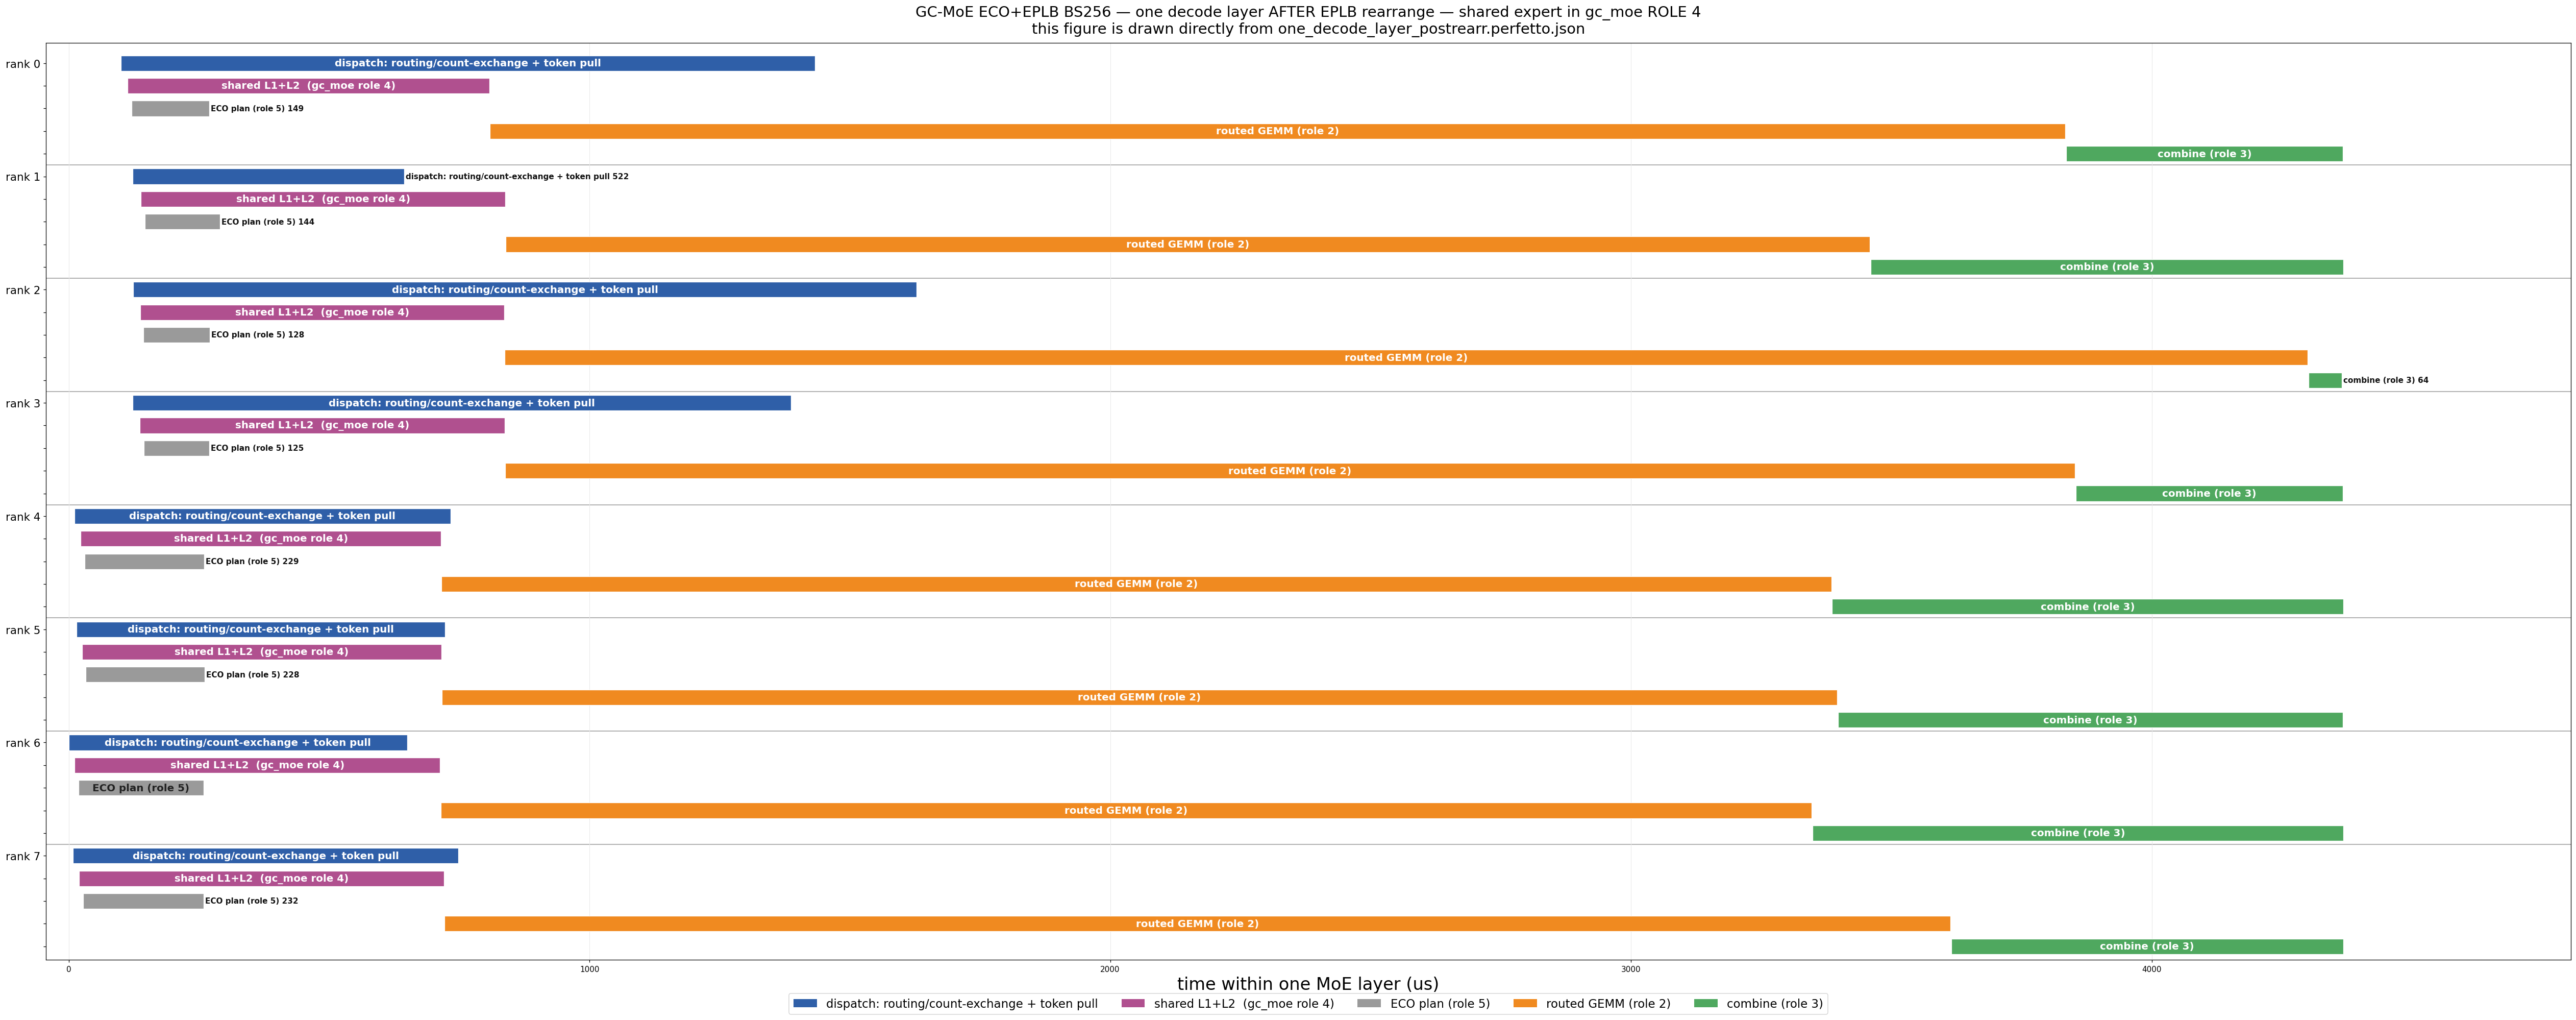 GC-MoE ECO+EPLB BS256 — one decode layer AFTER EPLB rearrange — shared expert in gc_moe ROLE 4
this figure is drawn directly from one_decode_layer_postrearr.perfetto.json
rank 0
dispatch: routing/count-exchange + token pull
shared L1+L2 (gc_moe role 4)
ECO plan (role 5) 149
routed GEMM (role 2)
combine (role 3)
rank 1
dispatch: routing/count-exchange + token pull 522
shared L1+L2 (gc_moe role 4)
ECO plan (role 5) 144
routed GEMM (role 2)
combine (role 3)
rank 2
dispatch: routing/count-exchange + token pull
shared L1+L2 (gc_moe role 4)
ECO plan (role 5) 128
routed GEMM (role 2)
combine (role 3) 64
rank 3
dispatch: routing/count-exchange + token pull
shared L1+L2 (gc_moe role 4)
ECO plan (role 5) 125
routed GEMM (role 2)
combine (role 3)
rank 4
dispatch: routing/count-exchange + token pull
shared L1+L2 (gc_moe role 4)
ECO plan (role 5) 229
routed GEMM (role 2)
combine (role 3)
rank 5
dispatch: routing/count-exchange + token pull
shared L1+L2 (gc_moe role 4)
ECO plan (role 5) 228
routed GEMM (role 2)
combine (role 3)
rank 6
dispatch: routing/count-exchange + token pull
shared L1+L2 (gc_moe role 4)
ECO plan (role 5)
routed GEMM (role 2)
combine (role 3)
rank 7
dispatch: routing/count-exchange + token pull
shared L1+L2 (gc_moe role 4)
ECO plan (role 5) 232
routed GEMM (role 2)
combine (role 3)
0 1000 2000 3000 4000
time within one MoE layer (us)
dispatch: routing/count-exchange + token pull shared L1+L2 (gc_moe role 4) ECO plan (role 5) routed GEMM (role 2) combine (role 3)